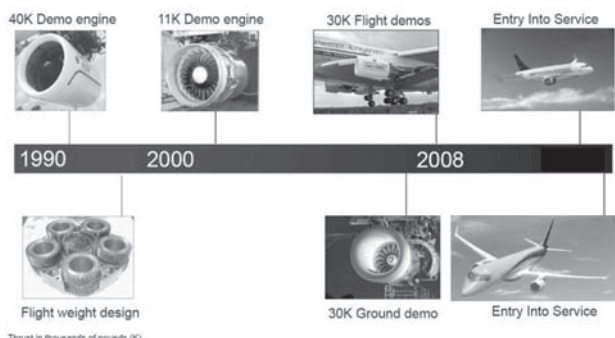 40K Demo engine
11K Demo engine
30K Flight demos
Entry Into Service
1990
2000
2008
Flight weight design
30K Ground demo
Entry Into Service
Thrust in thousands of pounds (K)